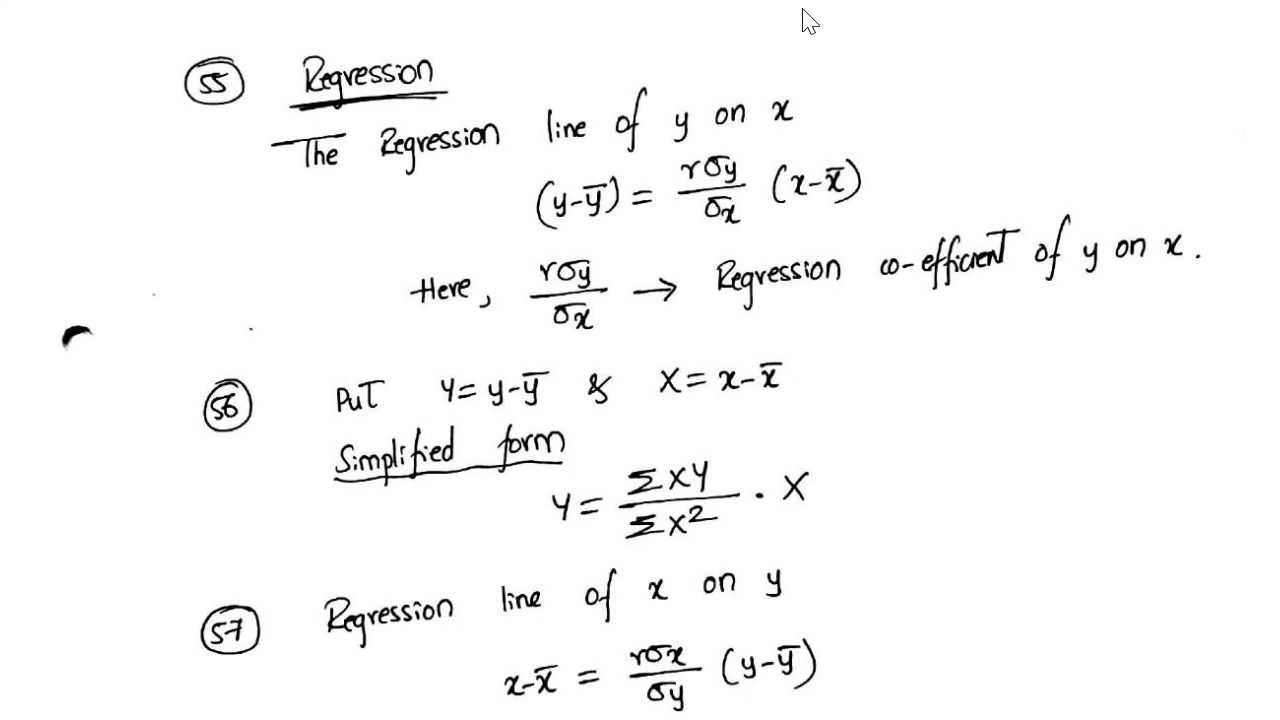 55 Regression
The Regression line of y on x
(y-ȳ) = rσy/σx (x-x̄)
Here, rσy/σx → Regression co-efficient of y on x.
56 Put Y = y-ȳ & X = x-x̄
Simplified form
Y = ΣXY/ΣX² . X
57 Regression line of x on y
x-x̄ = rσx/σy (y-ȳ)